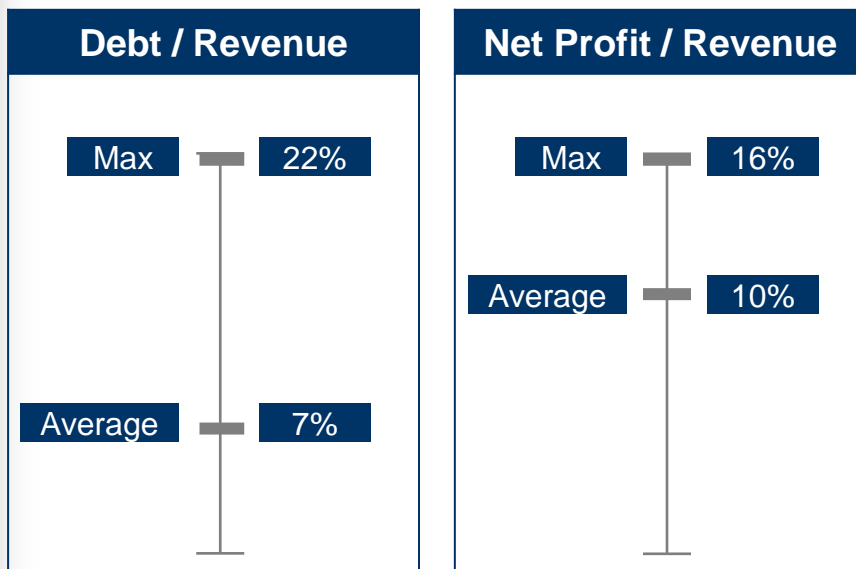 Debt / Revenue
Max 22%
Average 7%
Net Profit / Revenue
Max 16%
Average 10%